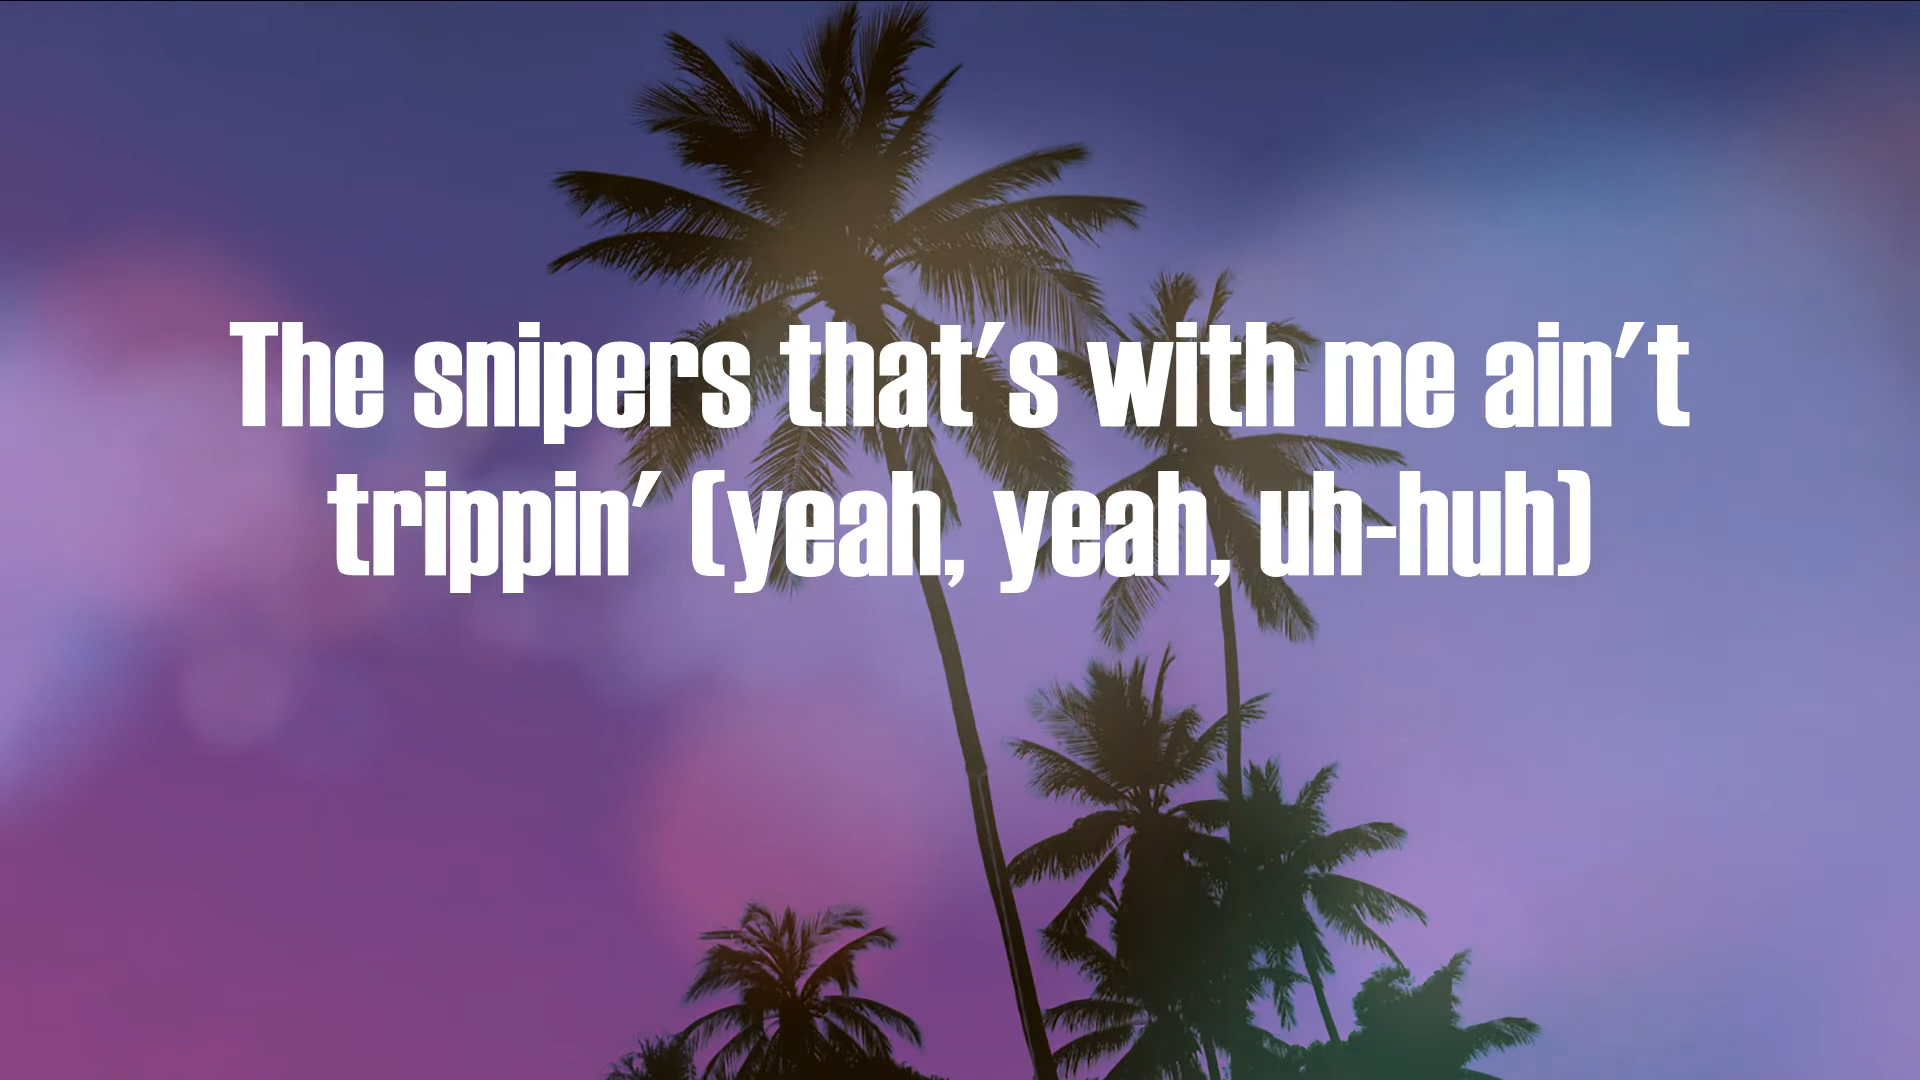 The snipers that's with me ain't
trippin' (yeah, yeah, uh-huh)